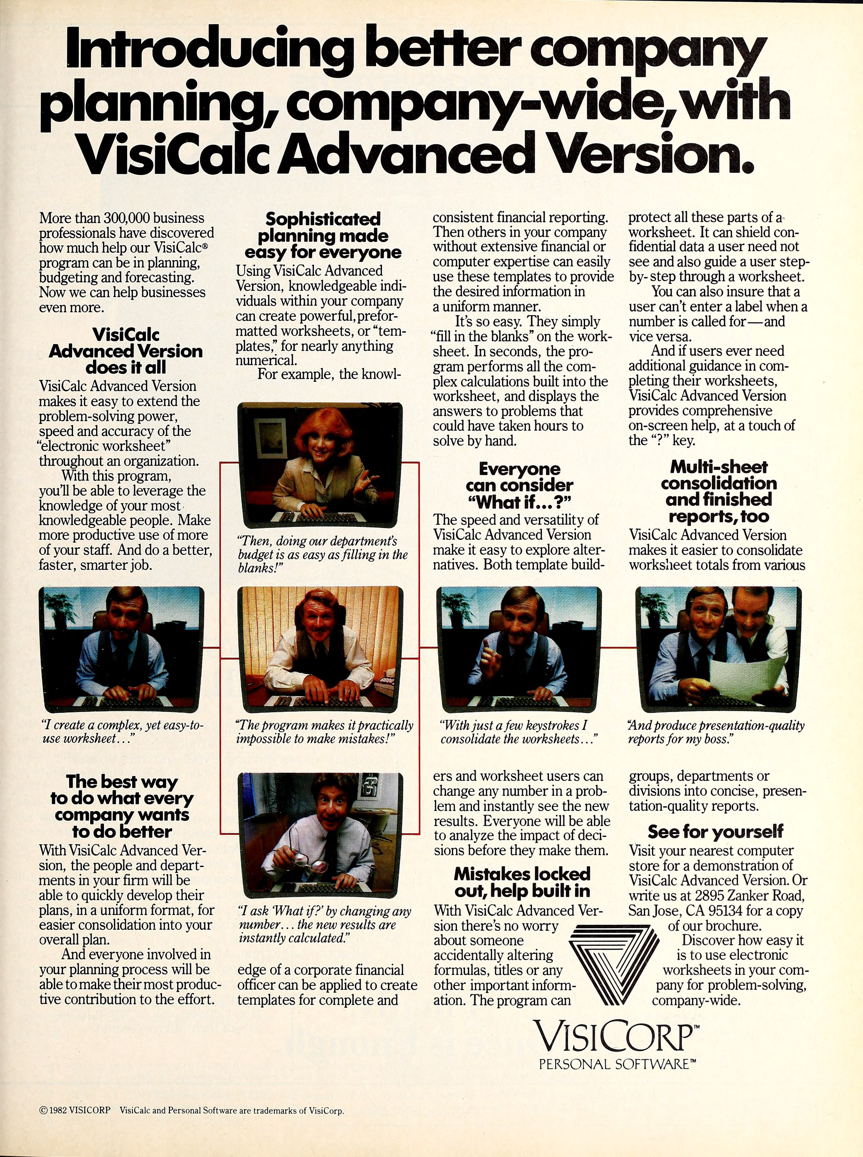 Introducing better company
planning, company-wide, with
VisiCalc Advanced Version.
More than 300,000 business
professionals have discovered
how much help our VisiCalc®
program can be in planning,
budgeting and forecasting.
Now we can help businesses
even more.
VisiCalc
Advanced Version
does it all
VisiCalc Advanced Version
makes it easy to extend the
problem-solving power,
speed and accuracy of the
“electronic worksheet”
throughout an organization.
With this program,
you'll be able to leverage the
knowledge of your most
knowledgeable people. Make
more productive use of more
of your staff. And do a better,
faster, smarter job.
“I create a complex, yet easy-to-
use worksheet...”
The best way
to do what every
company wants
to do better
With VisiCalc Advanced Ver-
sion, the people and depart-
ments in your firm will be
able to quickly develop their
plans, in a uniform format, for
easier consolidation into your
overall plan.
And everyone involved in
your planning process will be
able to make their most produc-
tive contribution to the effort.
Sophisticated
planning made
easy for everyone
Using VisiCalc Advanced
Version, knowledgeable indi-
viduals within your company
can create powerful, prefor-
matted worksheets, or “tem-
plates,” for nearly anything
numerical.
For example, the knowl-
“Then, doing our department's
budget is as easy as filling in the
blanks!”
“The program makes it practically
impossible to make mistakes!”
“I ask ‘What if?’ by changing any
number... the new results are
instantly calculated.”
edge of a corporate financial
officer can be applied to create
templates for complete and
consistent financial reporting.
Then others in your company
without extensive financial or
computer expertise can easily
use these templates to provide
the desired information in
a uniform manner.
It's so easy. They simply
“fill in the blanks” on the work-
sheet. In seconds, the pro-
gram performs all the com-
plex calculations built into the
worksheet, and displays the
answers to problems that
could have taken hours to
solve by hand.
Everyone
can consider
“What if...?”
The speed and versatility of
VisiCalc Advanced Version
make it easy to explore alter-
natives. Both template build-
“With just a few keystrokes I
consolidate the worksheets...”
ers and worksheet users can
change any number in a prob-
lem and instantly see the new
results. Everyone will be able
to analyze the impact of deci-
sions before they make them.
Mistakes locked
out, help built in
With VisiCalc Advanced Ver-
sion there's no worry
about someone
accidentally altering
formulas, titles or any
other important inform-
ation. The program can
protect all these parts of a
worksheet. It can shield con-
fidential data a user need not
see and also guide a user step-
by-step through a worksheet.
You can also insure that a
user can't enter a label when a
number is called for—and
vice versa.
And if users ever need
additional guidance in com-
pleting their worksheets,
VisiCalc Advanced Version
provides comprehensive
on-screen help, at a touch of
the “?” key.
Multi-sheet
consolidation
and finished
reports, too
VisiCalc Advanced Version
makes it easier to consolidate
worksheet totals from various
“And produce presentation-quality
reports for my boss.”
groups, departments or
divisions into concise, presen-
tation-quality reports.
See for yourself
Visit your nearest computer
store for a demonstration of
VisiCalc Advanced Version. Or
write us at 2895 Zanker Road,
San Jose, CA 95134 for a copy
of our brochure.
Discover how easy it
is to use electronic
worksheets in your com-
pany for problem-solving,
company-wide.
VISICORP™
PERSONAL SOFTWARE™
© 1982 VISICORP VisiCalc and Personal Software are trademarks of VisiCorp.